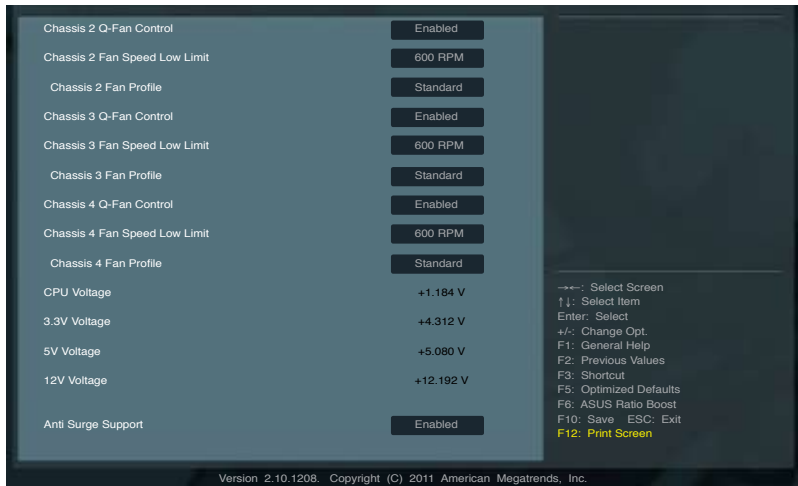 Chassis 2 Q-Fan Control Enabled
Chassis 2 Fan Speed Low Limit 600 RPM
Chassis 2 Fan Profile Standard
Chassis 3 Q-Fan Control Enabled
Chassis 3 Fan Speed Low Limit 600 RPM
Chassis 3 Fan Profile Standard
Chassis 4 Q-Fan Control Enabled
Chassis 4 Fan Speed Low Limit 600 RPM
Chassis 4 Fan Profile Standard
CPU Voltage +1.184 V
3.3V Voltage +4.312 V
5V Voltage +5.080 V
12V Voltage +12.192 V
Anti Surge Support Enabled
→←: Select Screen
↑↓: Select Item
Enter: Select
+/-: Change Opt.
F1: General Help
F2: Previous Values
F3: Shortcut
F5: Optimized Defaults
F6: ASUS Ratio Boost
F10: Save ESC: Exit
F12: Print Screen
Version 2.10.1208. Copyright (C) 2011 American Megatrends, Inc.